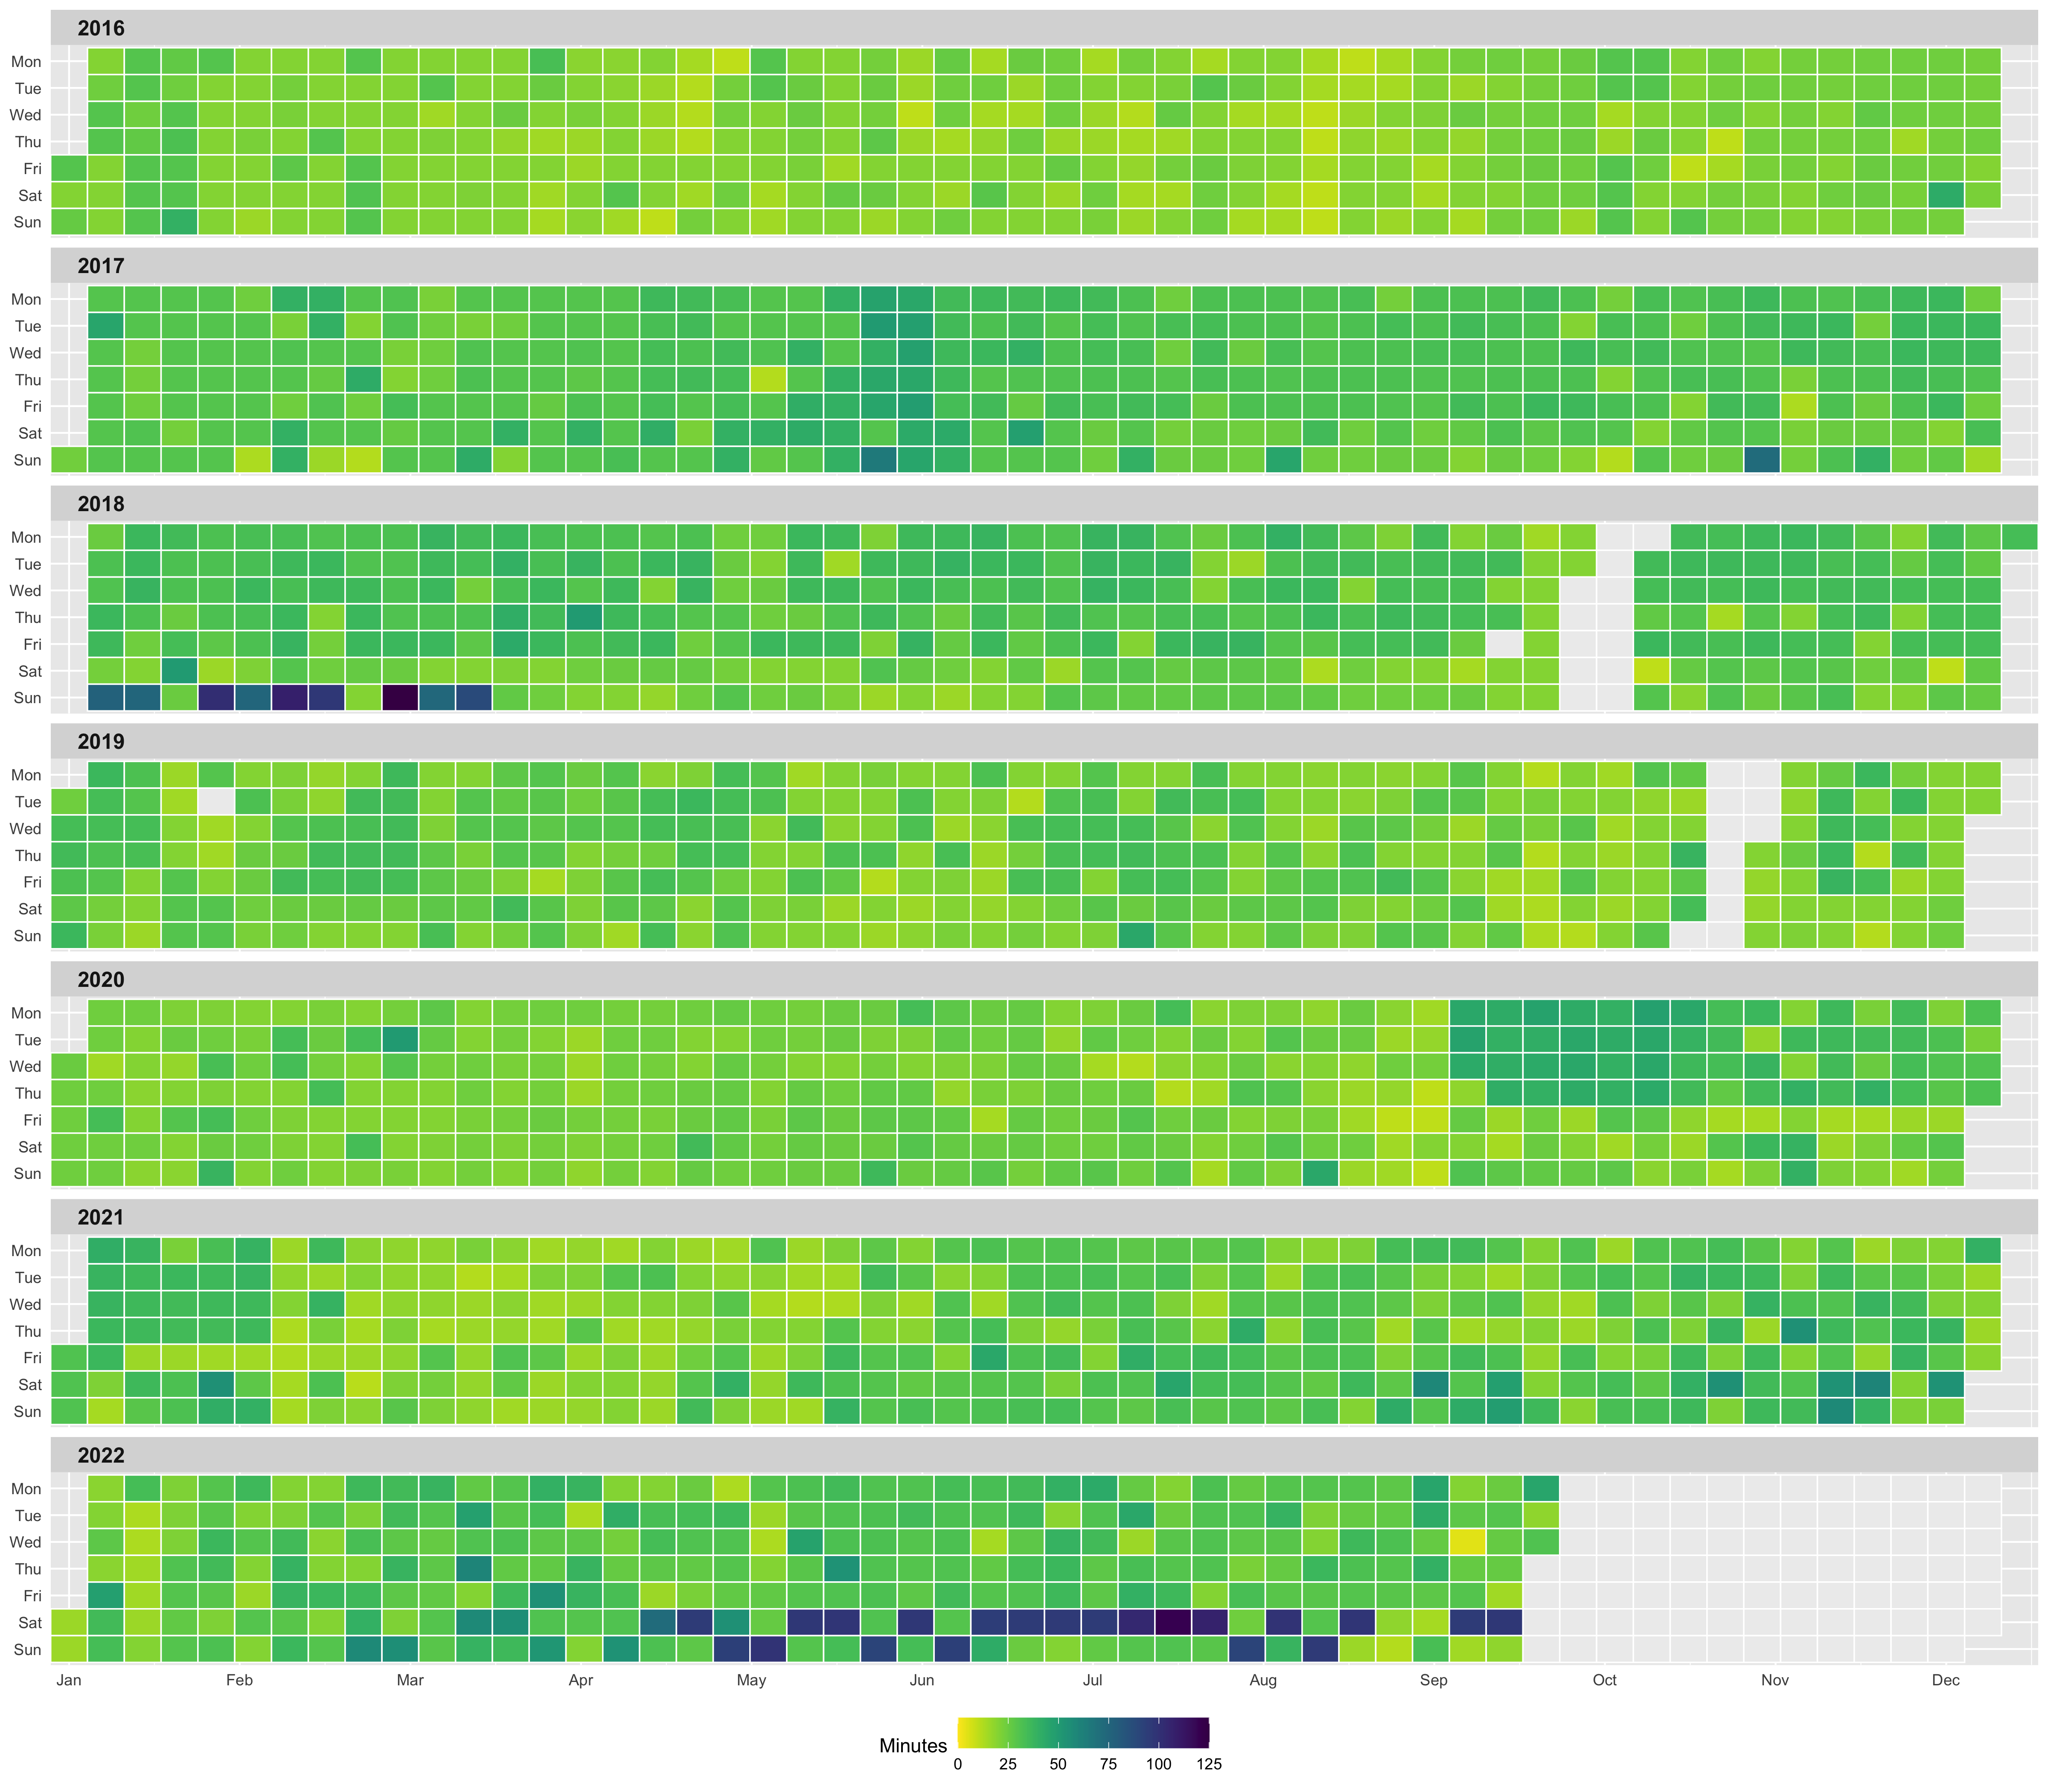 2016
Mon
Tue
Wed
Thu
Fri
Sat
Sun
2017
Mon
Tue
Wed
Thu
Fri
Sat
Sun
2018
Mon
Tue
Wed
Thu
Fri
Sat
Sun
2019
Mon
Tue
Wed
Thu
Fri
Sat
Sun
2020
Mon
Tue
Wed
Thu
Fri
Sat
Sun
2021
Mon
Tue
Wed
Thu
Fri
Sat
Sun
2022
Mon
Tue
Wed
Thu
Fri
Sat
Sun
Jan Feb Mar Apr May Jun Jul Aug Sep Oct Nov Dec
Minutes
0 25 50 75 100 125